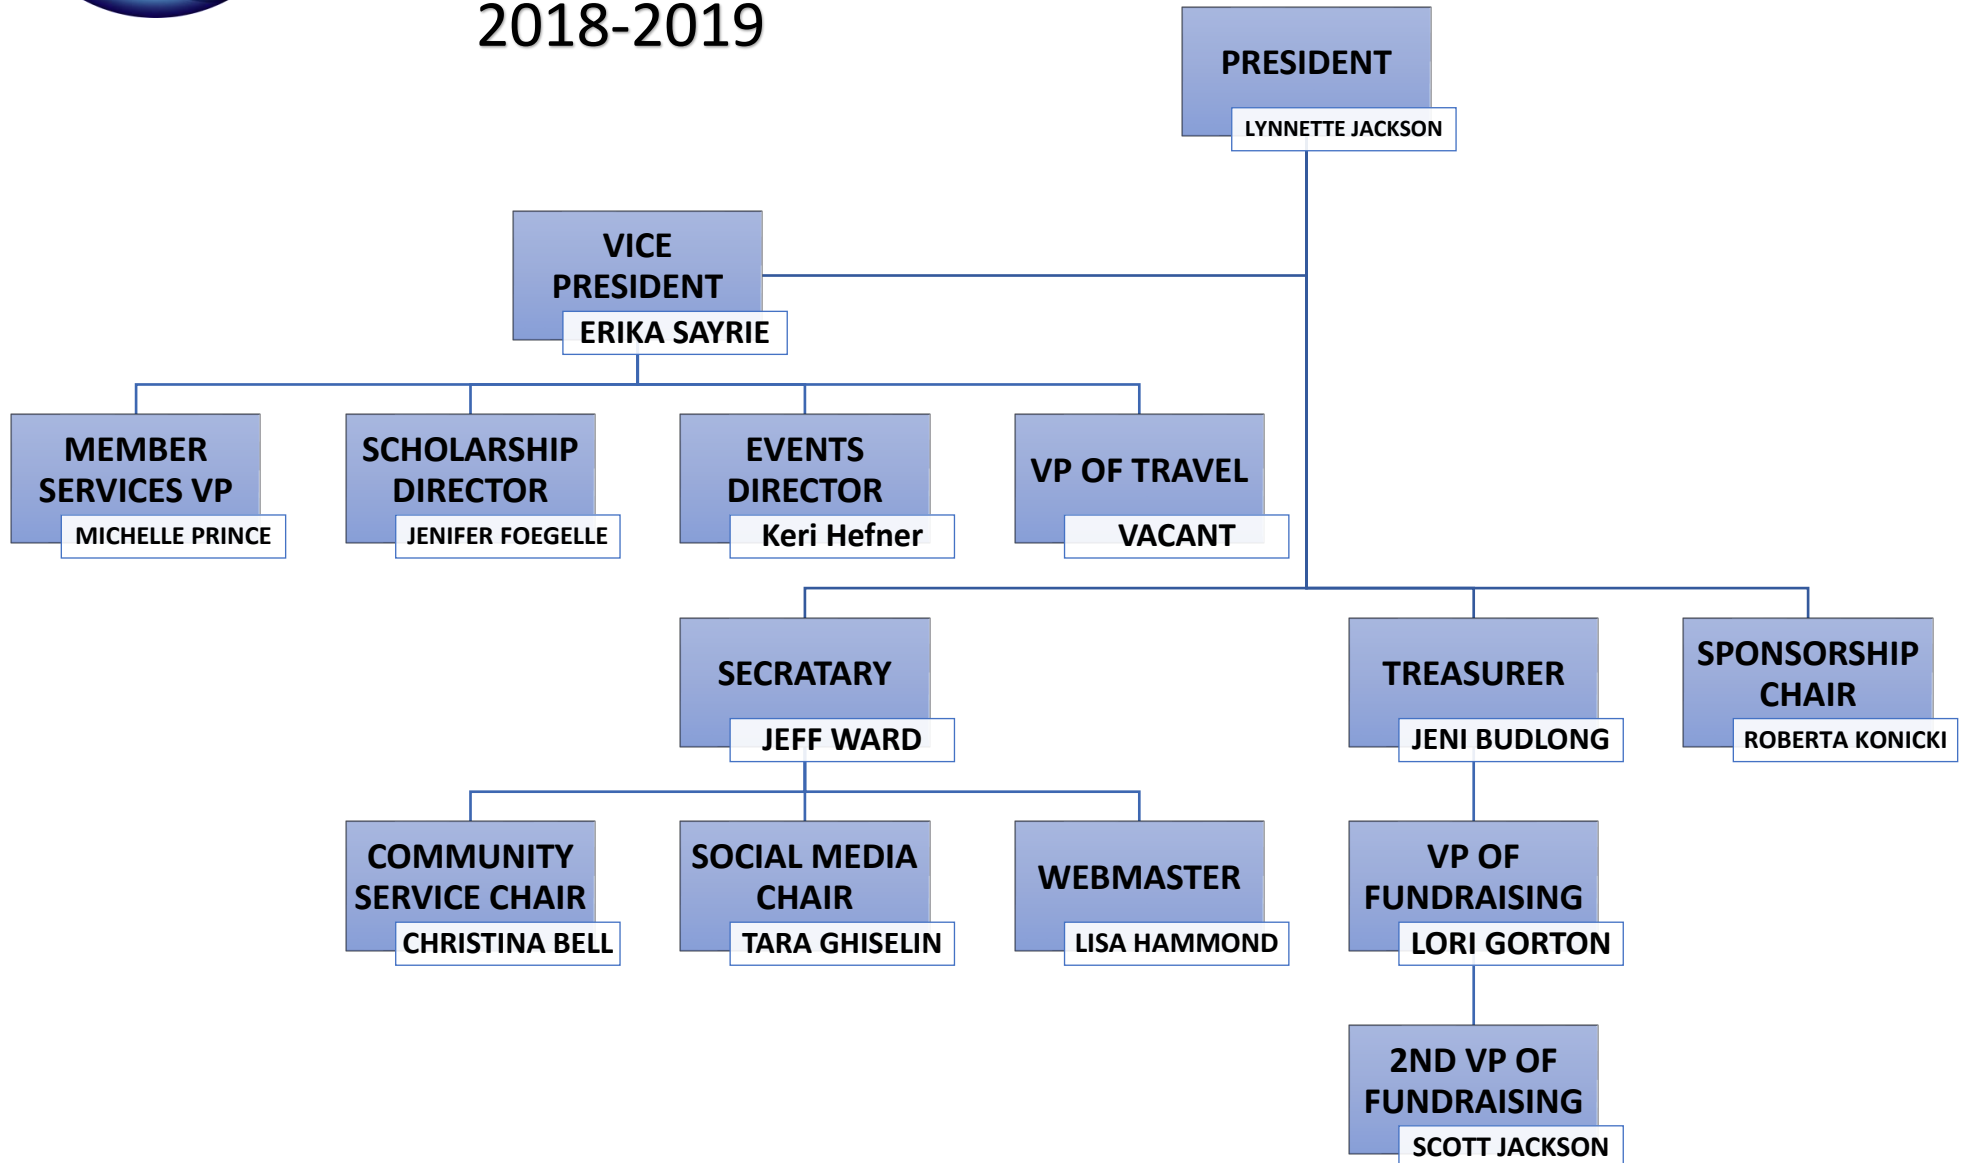 2018-2019
PRESIDENT
LYNNETTE JACKSON
VICE
PRESIDENT
ERIKA SAYRIE
MEMBER
SERVICES VP
MICHELLE PRINCE
SCHOLARSHIP
DIRECTOR
JENIFER FOEGELLE
EVENTS
DIRECTOR
Keri Hefner
VP OF TRAVEL
VACANT
SECRATARY
JEFF WARD
TREASURER
JENI BUDLONG
SPONSORSHIP
CHAIR
ROBERTA KONICKI
COMMUNITY
SERVICE CHAIR
CHRISTINA BELL
SOCIAL MEDIA
CHAIR
TARA GHISELIN
WEBMASTER
LISA HAMMOND
VP OF
FUNDRAISING
LORI GORTON
2ND VP OF
FUNDRAISING
SCOTT JACKSON